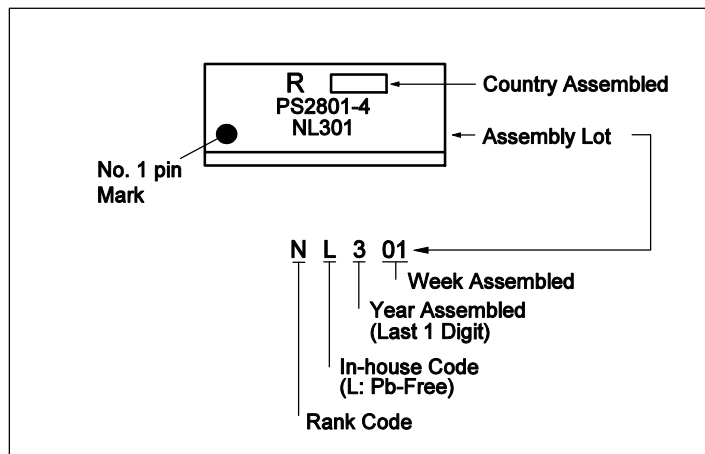 R
Country Assembled
PS2801-4
NL301
Assembly Lot
No. 1 pin
Mark
N L 3 01
Week Assembled
Year Assembled
(Last 1 Digit)
In-house Code
(L: Pb-Free)
Rank Code